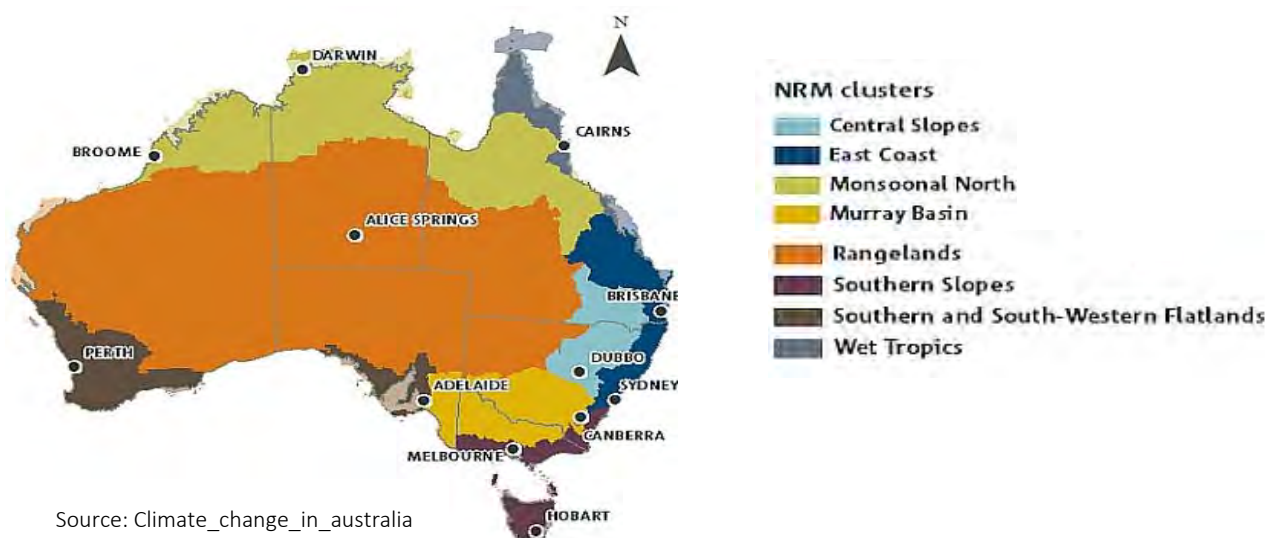 N
DARWIN
CAIRNS
BROOME
ALICE SPRINGS
BRISBANE
PERTH
DUBBO
ADELAIDE
SYDNEY
CANBERRA
MELBOURNE
HOBART
Source: Climate_change_in_australia
NRM clusters
Central Slopes
East Coast
Monsoonal North
Murray Basin
Rangelands
Southern Slopes
Southern and South-Western Flatlands
Wet Tropics